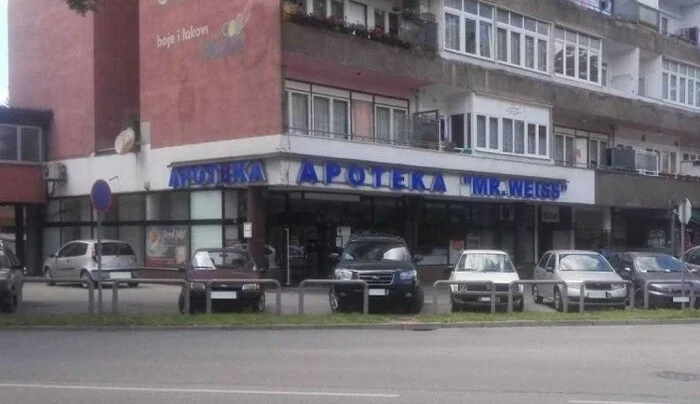 boje i lakovi
APOTEKA
APOTEKA "MR.WEISS"